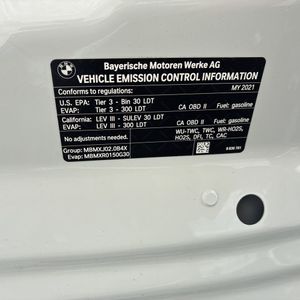 BMW
Bayerische Motoren Werke AG
VEHICLE EMISSION CONTROL INFORMATION
Conforms to regulations: MY 2021
U.S. EPA: Tier 3 - Bin 30 LDT Fuel: gasoline
EVAP: Tier 3 - 300 LDT CA OBD II
California: LEV III - SULEV 30 LDT Fuel: gasoline
EVAP: LEV III - 300 LDT CA OBD II
No adjustments needed. WU-TWC, TWC, WR-HO2S,
HO2S, DFI, TC, CAC
Group: MBMXJ02.0B4X
Evap: MBMXR0150G30